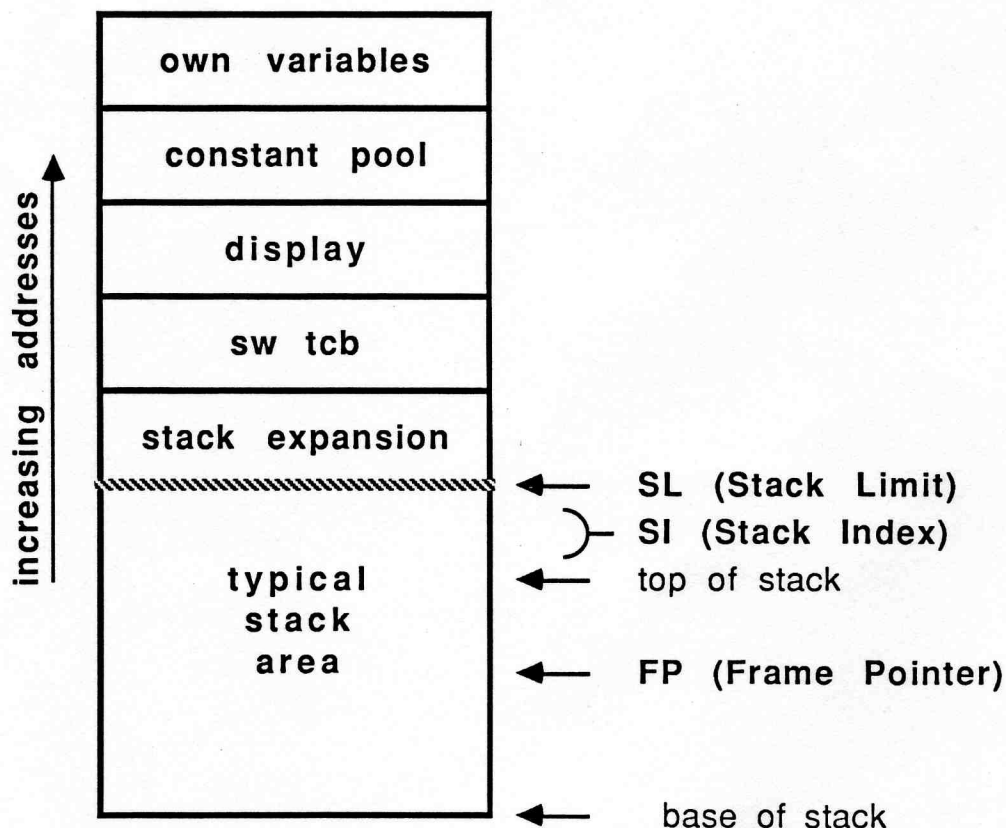 own variables
constant pool
display
sw tcb
stack expansion
increasing addresses
SL (Stack Limit)
SI (Stack Index)
top of stack
typical
stack
area
FP (Frame Pointer)
base of stack